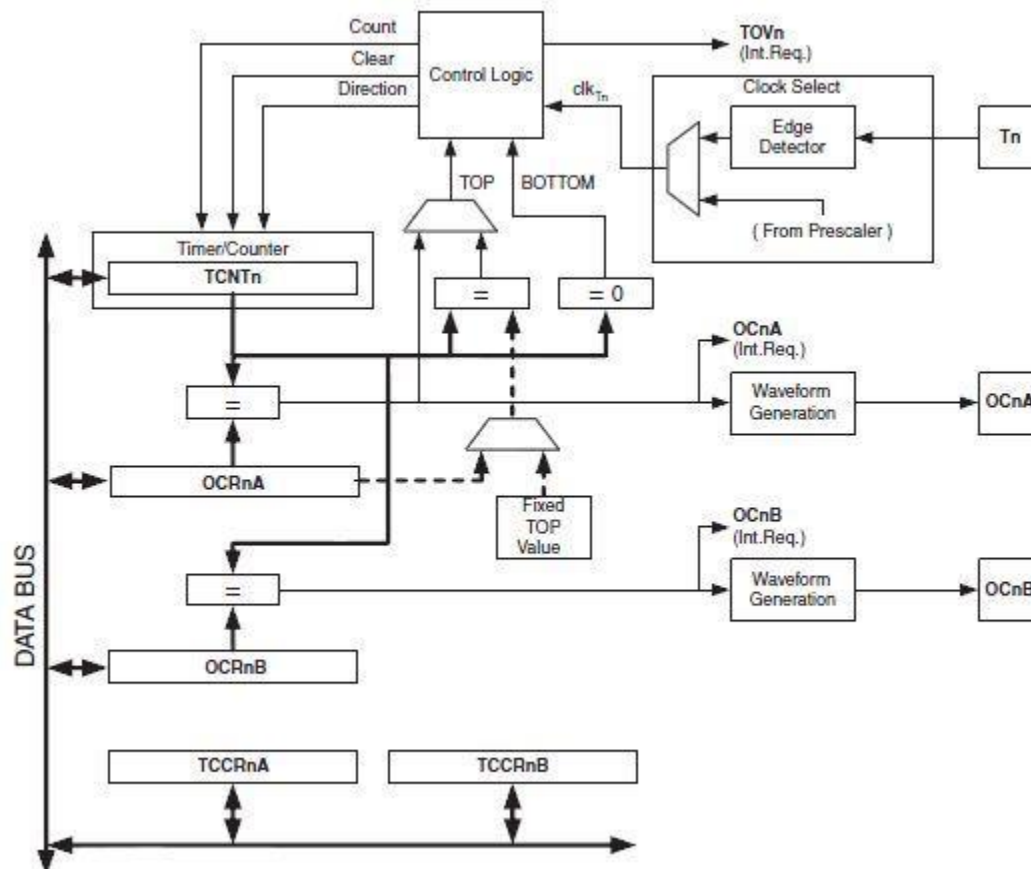 Count
Clear
Direction
Control Logic
TOVn
(Int.Req.)
clkTn
Clock Select
Edge
Detector
Tn
( From Prescaler )
TOP
BOTTOM
Timer/Counter
TCNTn
=
= 0
=
OCnA
(Int.Req.)
Waveform
Generation
OCnA
OCRnA
Fixed
TOP
Value
OCnB
(Int.Req.)
=
Waveform
Generation
OCnB
OCRnB
DATA BUS
TCCRnA
TCCRnB